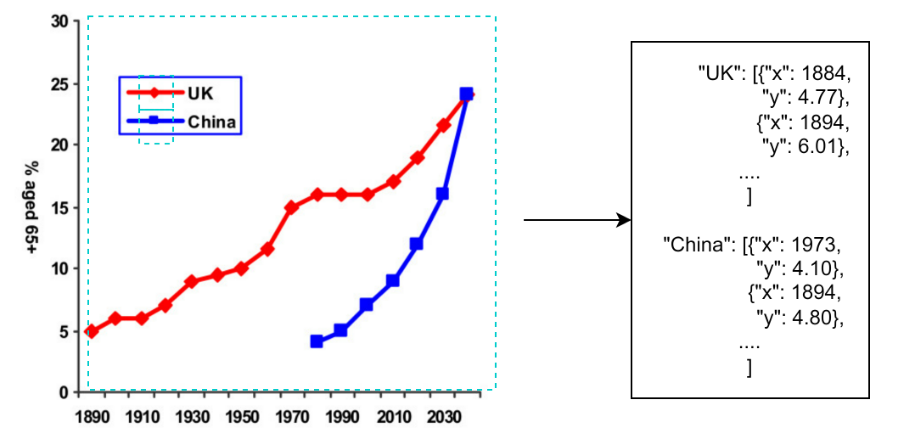 30
25
20
15
10
5
0
% aged 65+
UK
China
1890 1910 1930 1950 1970 1990 2010 2030
"UK": [{"x": 1884,
"y": 4.77},
{"x": 1894,
"y": 6.01},
....
]
"China": [{"x": 1973,
"y": 4.10},
{"x": 1894,
"y": 4.80},
....
]